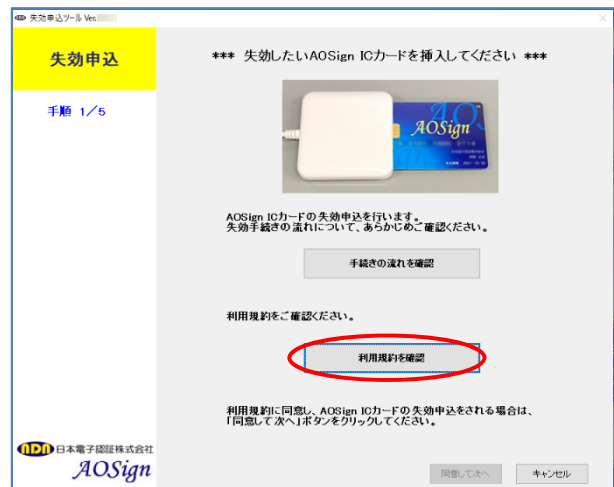 失効申込ツール Ver.
失効申込
手順 1/5
*** 失効したいAOSign ICカードを挿入してください ***
AOSign
AOSign ICカードの失効申込を行います。
失効手続きの流れについて、あらかじめご確認ください。
手続きの流れを確認
利用規約をご確認ください。
利用規約を確認
利用規約に同意し、AOSign ICカードの失効申込をされる場合は、
「同意して次へ」ボタンをクリックしてください。
NDN 日本電子認証株式会社
AOSign
同意して次へ
キャンセル